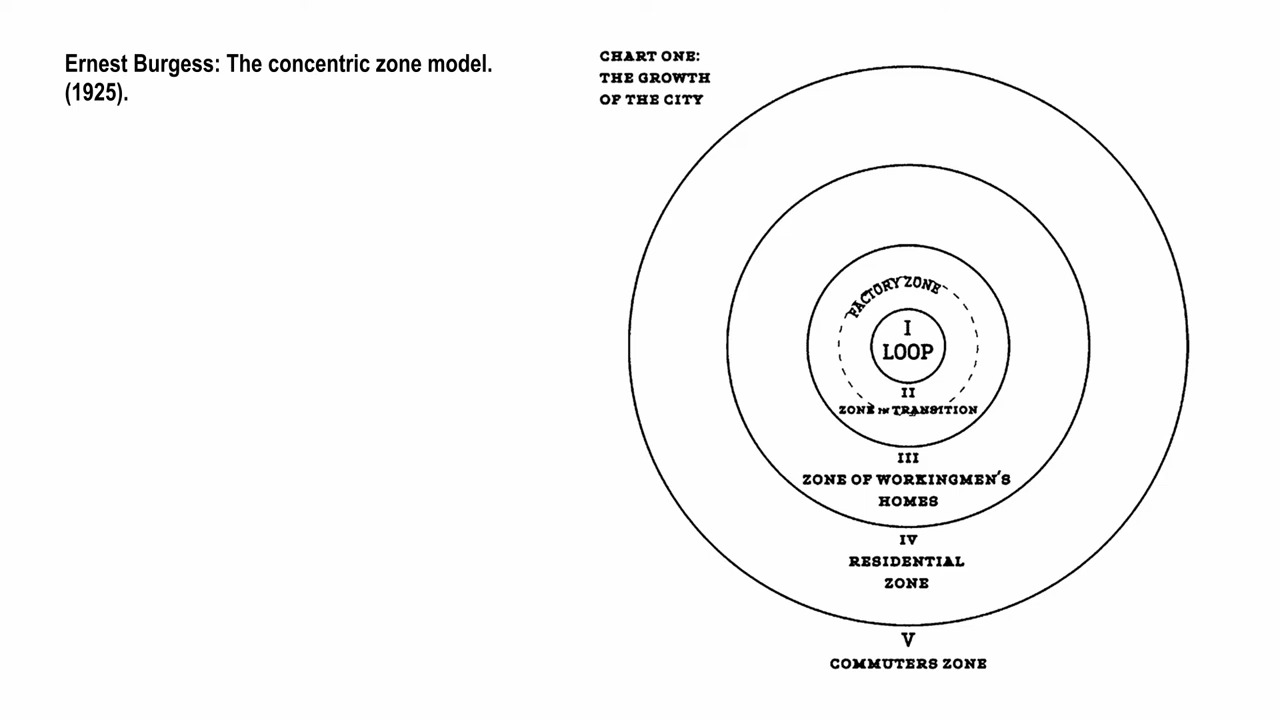 Ernest Burgess: The concentric zone model.
(1925).
CHART ONE:
THE GROWTH
OF THE CITY
FACTORY ZONE
I
LOOP
II
ZONE IN TRANSITION
III
ZONE OF WORKINGMEN'S
HOMES
IV
RESIDENTIAL
ZONE
V
COMMUTERS ZONE